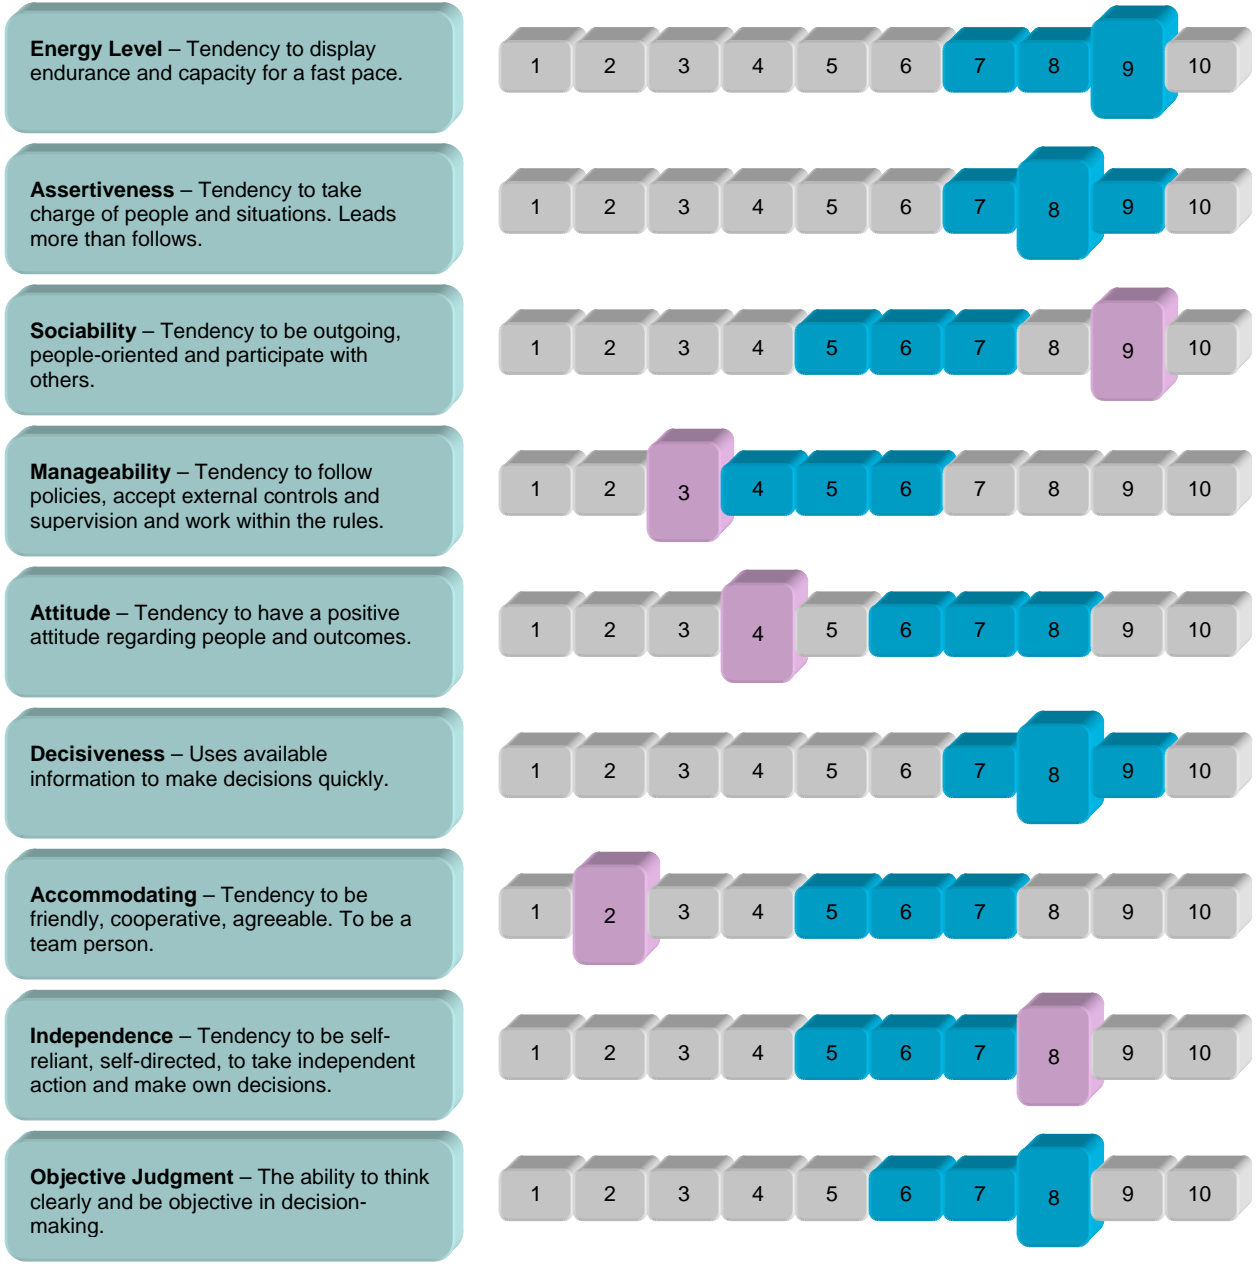 Energy Level – Tendency to display
endurance and capacity for a fast pace.
1 2 3 4 5 6 7 8 9 10
Assertiveness – Tendency to take
charge of people and situations. Leads
more than follows.
1 2 3 4 5 6 7 8 9 10
Sociability – Tendency to be outgoing,
people-oriented and participate with
others.
1 2 3 4 5 6 7 8 9 10
Manageability – Tendency to follow
policies, accept external controls and
supervision and work within the rules.
1 2 3 4 5 6 7 8 9 10
Attitude – Tendency to have a positive
attitude regarding people and outcomes.
1 2 3 4 5 6 7 8 9 10
Decisiveness – Uses available
information to make decisions quickly.
1 2 3 4 5 6 7 8 9 10
Accommodating – Tendency to be
friendly, cooperative, agreeable. To be a
team person.
1 2 3 4 5 6 7 8 9 10
Independence – Tendency to be self-
reliant, self-directed, to take independent
action and make own decisions.
1 2 3 4 5 6 7 8 9 10
Objective Judgment – The ability to think
clearly and be objective in decision-
making.
1 2 3 4 5 6 7 8 9 10